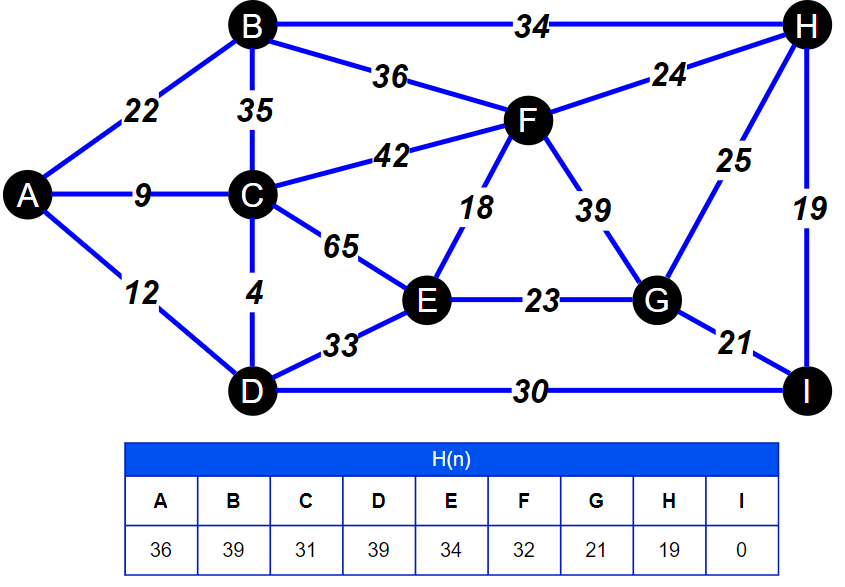 B 34 H
36 24
22 35 F
42 25
A 9 C
18 39 19
65
12 4 E 23 G
33 21
D 30 I
H(n)
A B C D E F G H I
36 39 31 39 34 32 21 19 0